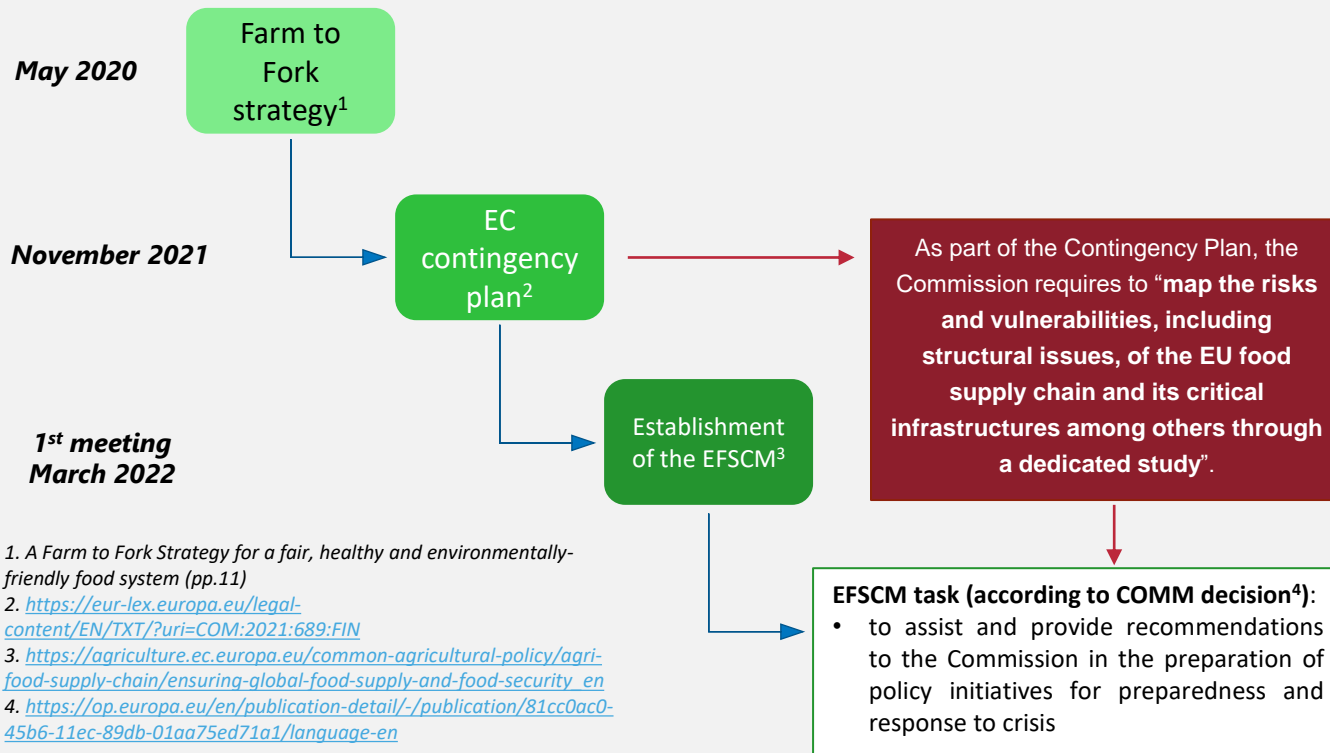 May 2020
Farm to
Fork
strategy1
November 2021
EC
contingency
plan2
As part of the Contingency Plan, the
Commission requires to “map the risks
and vulnerabilities, including
structural issues, of the EU food
supply chain and its critical
infrastructures among others through
a dedicated study”.
1st meeting
March 2022
Establishment
of the EFSCM3
1. A Farm to Fork Strategy for a fair, healthy and environmentally-
friendly food system (pp.11)
2. https://eur-lex.europa.eu/legal-
content/EN/TXT/?uri=COM:2021:689:FIN
3. https://agriculture.ec.europa.eu/common-agricultural-policy/agri-
food-supply-chain/ensuring-global-food-supply-and-food-security_en
4. https://op.europa.eu/en/publication-detail/-/publication/81cc0ac0-
45b6-11ec-89db-01aa75ed71a1/language-en
EFSCM task (according to COMM decision4):
• to assist and provide recommendations
to the Commission in the preparation of
policy initiatives for preparedness and
response to crisis